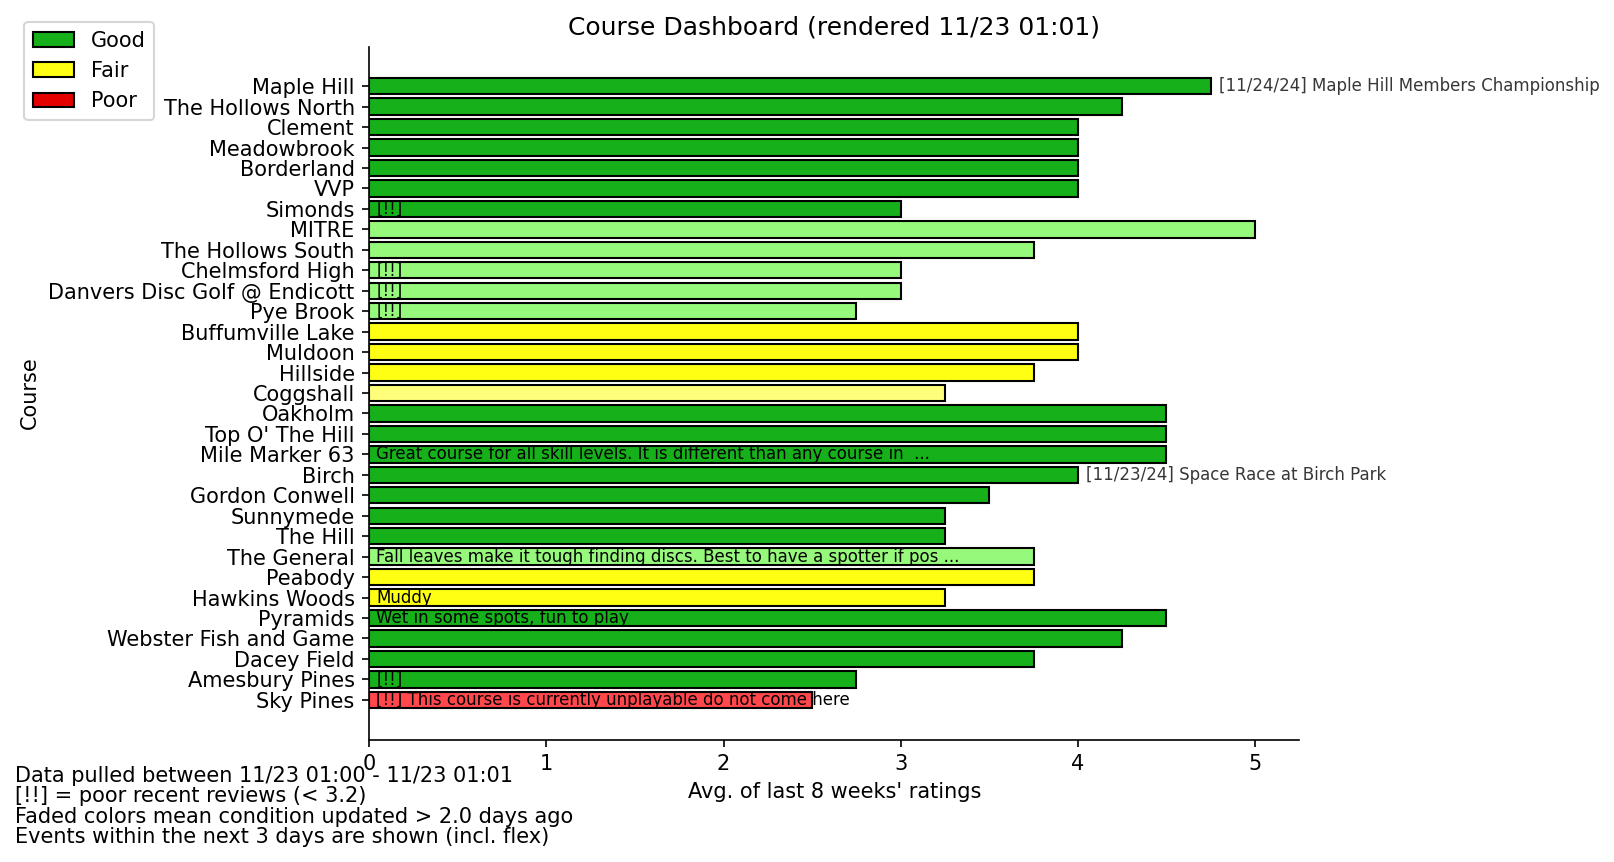 Course Dashboard (rendered 11/23 01:01)
Good
Fair
Poor
Course
Maple Hill [11/24/24] Maple Hill Members Championship
The Hollows North
Clement
Meadowbrook
Borderland
VVP
Simonds [!!]
MITRE
The Hollows South
Chelmsford High [!!]
Danvers Disc Golf @ Endicott [!!]
Pye Brook [!!]
Buffumville Lake
Muldoon
Hillside
Coggshall
Oakholm
Top O' The Hill
Mile Marker 63 Great course for all skill levels. It is different than any course in ...
Birch [11/23/24] Space Race at Birch Park
Gordon Conwell
Sunnymede
The Hill
The General Fall leaves make it tough finding discs. Best to have a spotter if pos ...
Peabody
Hawkins Woods Muddy
Pyramids Wet in some spots, fun to play
Webster Fish and Game
Dacey Field
Amesbury Pines [!!]
Sky Pines [!!] This course is currently unplayable do not come here
0 1 2 3 4 5
Avg. of last 8 weeks' ratings
Data pulled between 11/23 01:00 - 11/23 01:01
[!!] = poor recent reviews (< 3.2)
Faded colors mean condition updated > 2.0 days ago
Events within the next 3 days are shown (incl. flex)